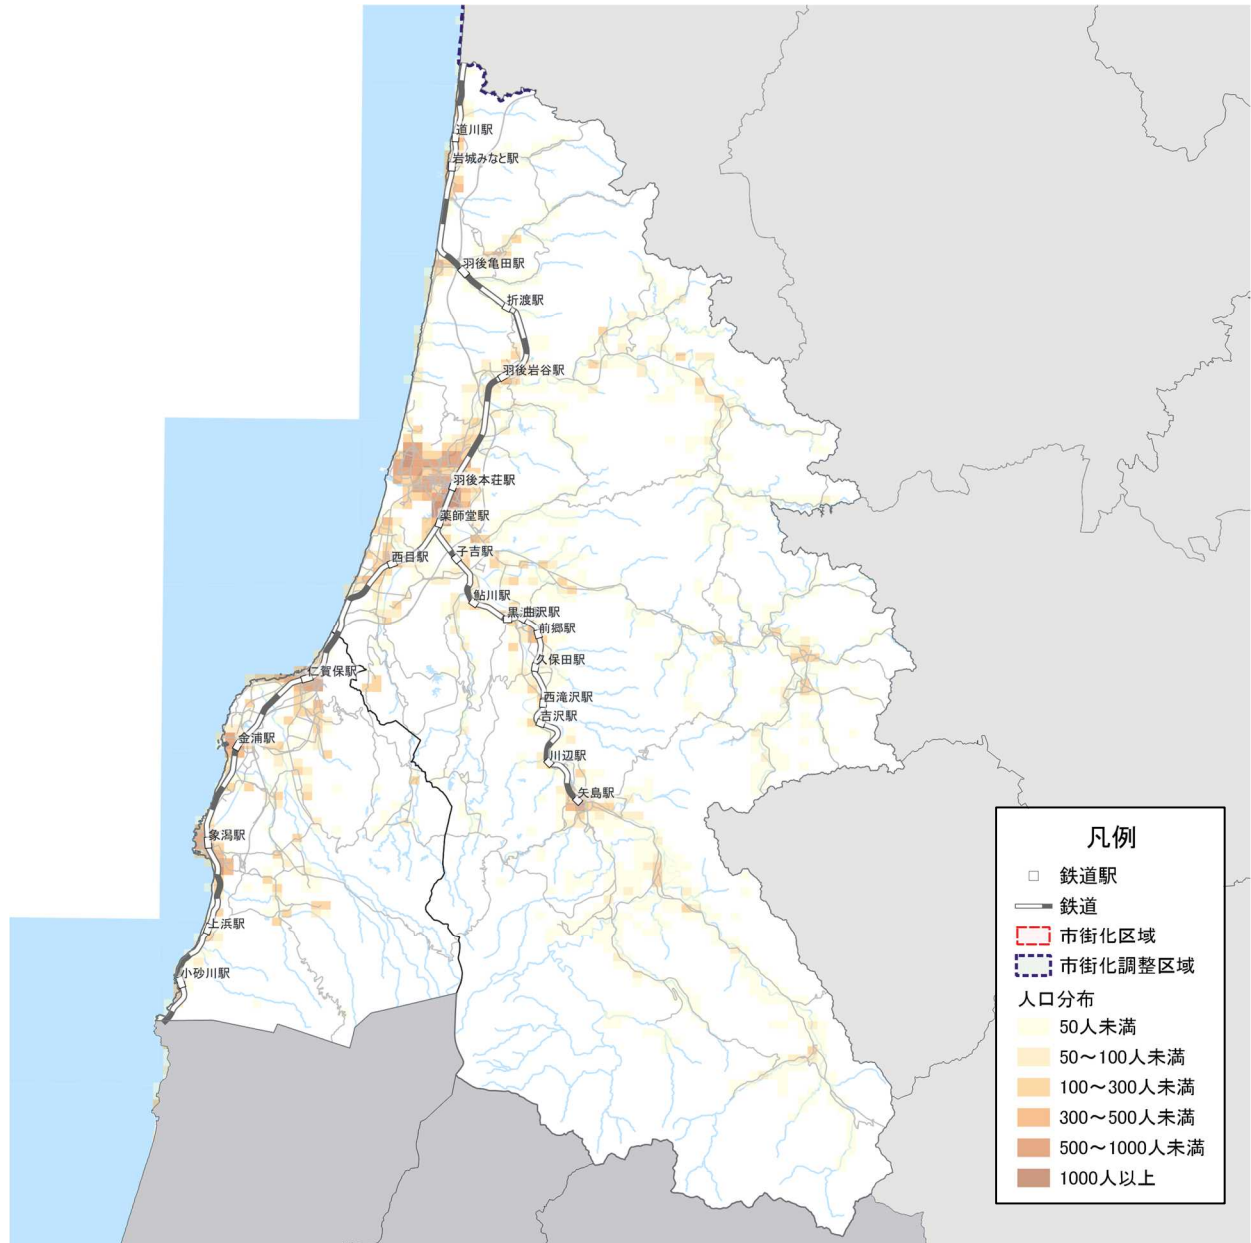 道川駅
岩城みなと駅
羽後亀田駅
折渡駅
羽後岩谷駅
羽後本荘駅
薬師堂駅
子吉駅
西目駅
鮎川駅
黒
曲沢駅
前郷駅
久保田駅
仁賀保駅
西滝沢駅
吉沢駅
金浦駅
川辺駅
矢島駅
象潟駅
上浜駅
小砂川駅
凡例
鉄道駅
鉄道
市街化区域
市街化調整区域
人口分布
50人未満
50～100人未満
100～300人未満
300～500人未満
500～1000人未満
1000人以上